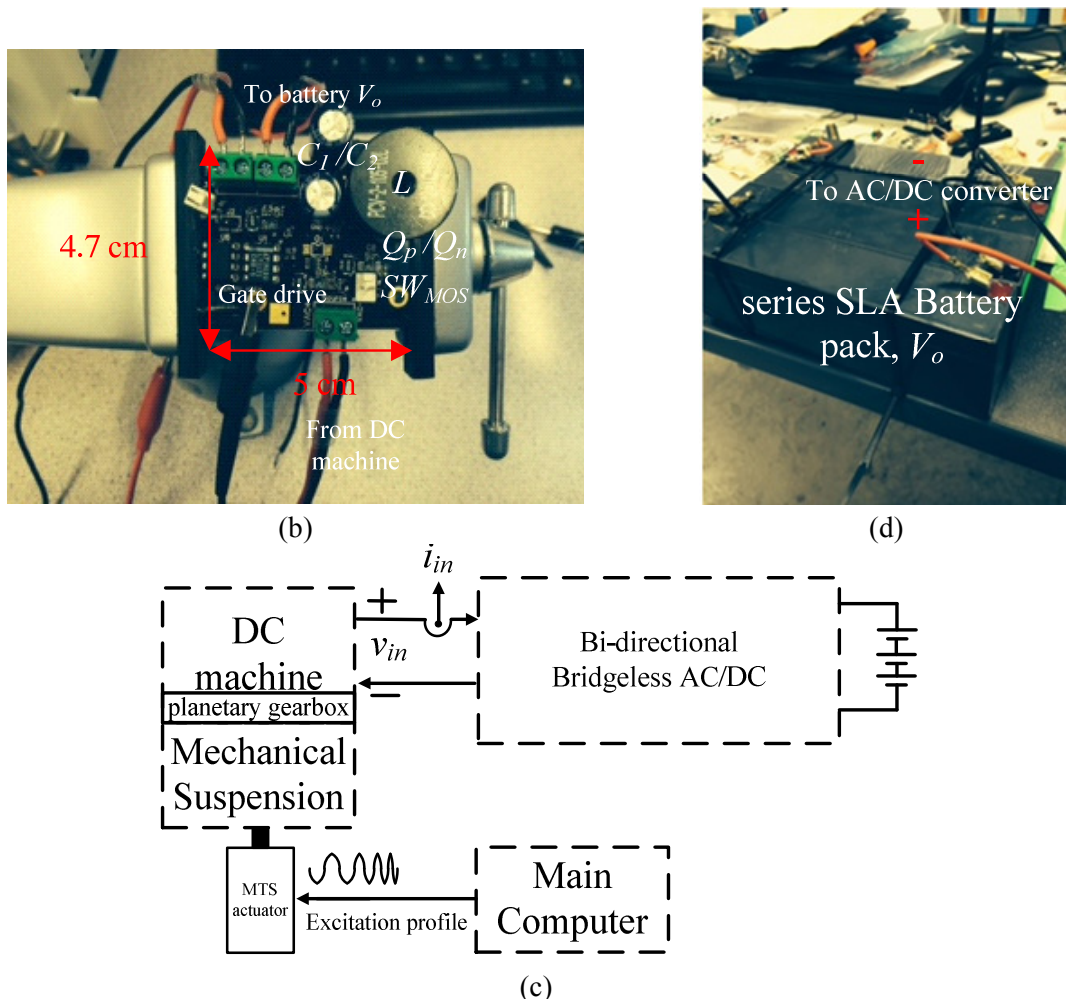 To battery Vo
C1/C2
L
4.7 cm
Qp/Qn
SWMOS
Gate drive
5 cm
From DC
machine
(b)
-
To AC/DC converter
+
series SLA Battery
pack, Vo
(d)
iin
+
vin
−
DC
machine
planetary gearbox
Mechanical
Suspension
Bi-directional
Bridgeless AC/DC
MTS
actuator
Excitation profile
Main
Computer
(c)